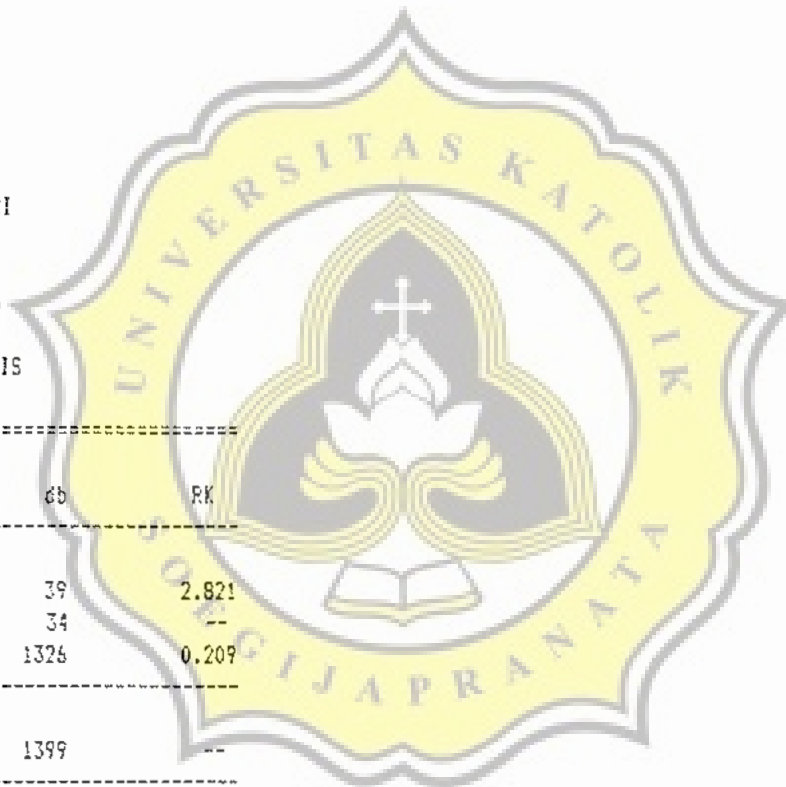 I
IS
UNIVERSITAS KATOLIK
SOEGIJAPRANATA
db RK
39 2.821
34 --
1326 0.209
1399 --